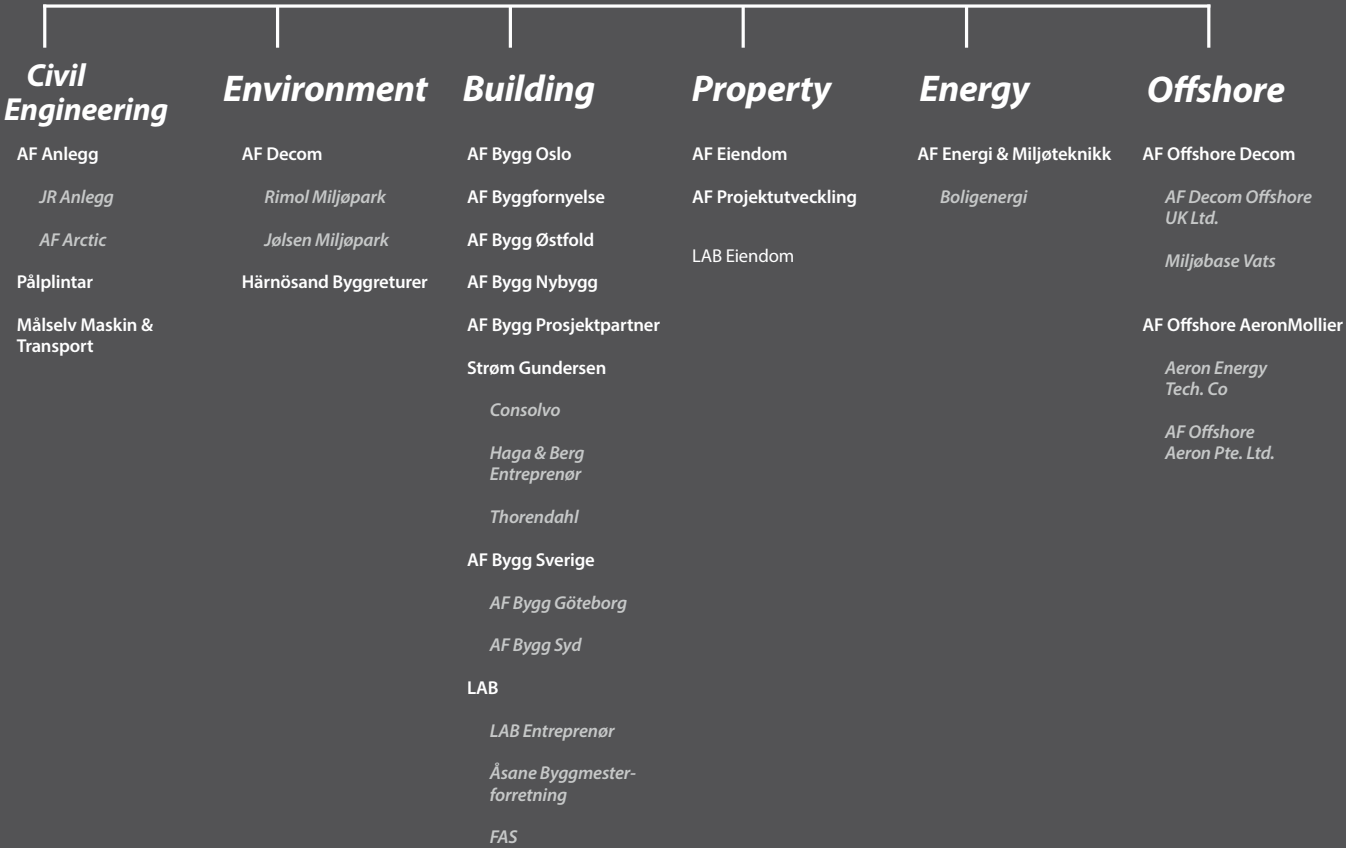 Civil
Engineering
AF Anlegg
JR Anlegg
AF Arctic
Pålplintar
Målselv Maskin &
Transport
Environment
AF Decom
Rimol Miljøpark
Jølsen Miljøpark
Härnösand Byggreturer
Building
AF Bygg Oslo
AF Byggfornyelse
AF Bygg Østfold
AF Bygg Nybygg
AF Bygg Prosjektpartner
Strøm Gundersen
Consolvo
Haga & Berg
Entreprenør
Thorendahl
AF Bygg Sverige
AF Bygg Göteborg
AF Bygg Syd
LAB
LAB Entreprenør
Åsane Byggmester-
forretning
FAS
Property
AF Eiendom
AF Projektutveckling
LAB Eiendom
Energy
AF Energi & Miljøteknikk
Boligenergi
Offshore
AF Offshore Decom
AF Decom Offshore
UK Ltd.
Miljøbase Vats
AF Offshore AeronMollier
Aeron Energy
Tech. Co
AF Offshore
Aeron Pte. Ltd.